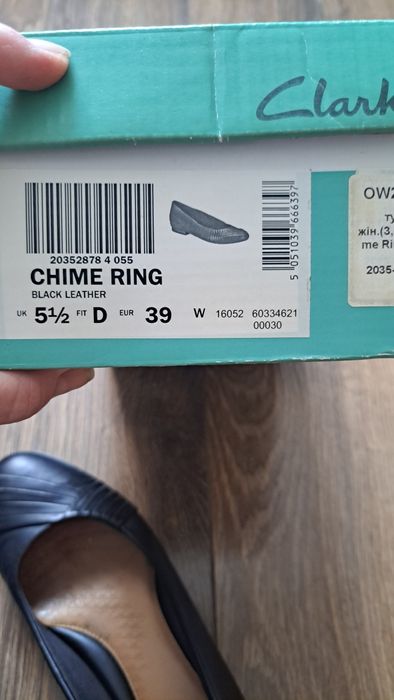 Clark
20352878 4 055
CHIME RING
BLACK LEATHER
UK 5½ FIT D EUR 39 W 16052 60334621
00030
5 051039 666397
OW2
ту
жін.(3,
me Ri
2035-